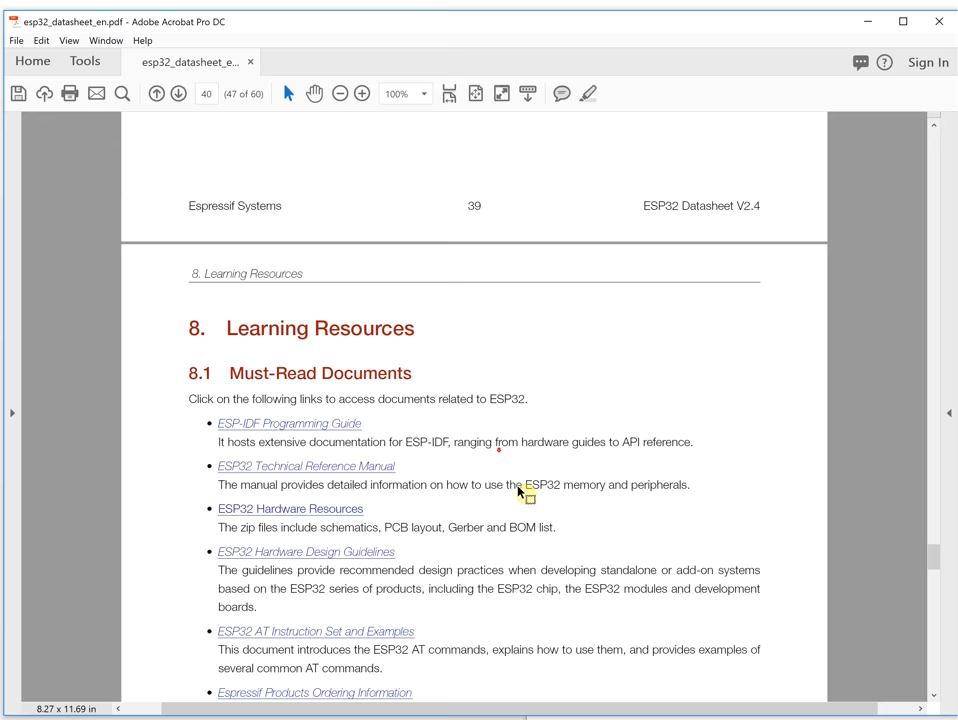 esp32_datasheet_en.pdf - Adobe Acrobat Pro DC
File Edit View Window Help
Home Tools esp32_datasheet_e... × Sign In
40 (47 of 60) 100%
Espressif Systems 39 ESP32 Datasheet V2.4
8. Learning Resources
8. Learning Resources
8.1 Must-Read Documents
Click on the following links to access documents related to ESP32.
• ESP-IDF Programming Guide
It hosts extensive documentation for ESP-IDF, ranging from hardware guides to API reference.
• ESP32 Technical Reference Manual
The manual provides detailed information on how to use the ESP32 memory and peripherals.
• ESP32 Hardware Resources
The zip files include schematics, PCB layout, Gerber and BOM list.
• ESP32 Hardware Design Guidelines
The guidelines provide recommended design practices when developing standalone or add-on systems
based on the ESP32 series of products, including the ESP32 chip, the ESP32 modules and development
boards.
• ESP32 AT Instruction Set and Examples
This document introduces the ESP32 AT commands, explains how to use them, and provides examples of
several common AT commands.
• Espressif Products Ordering Information
8.27 x 11.69 in